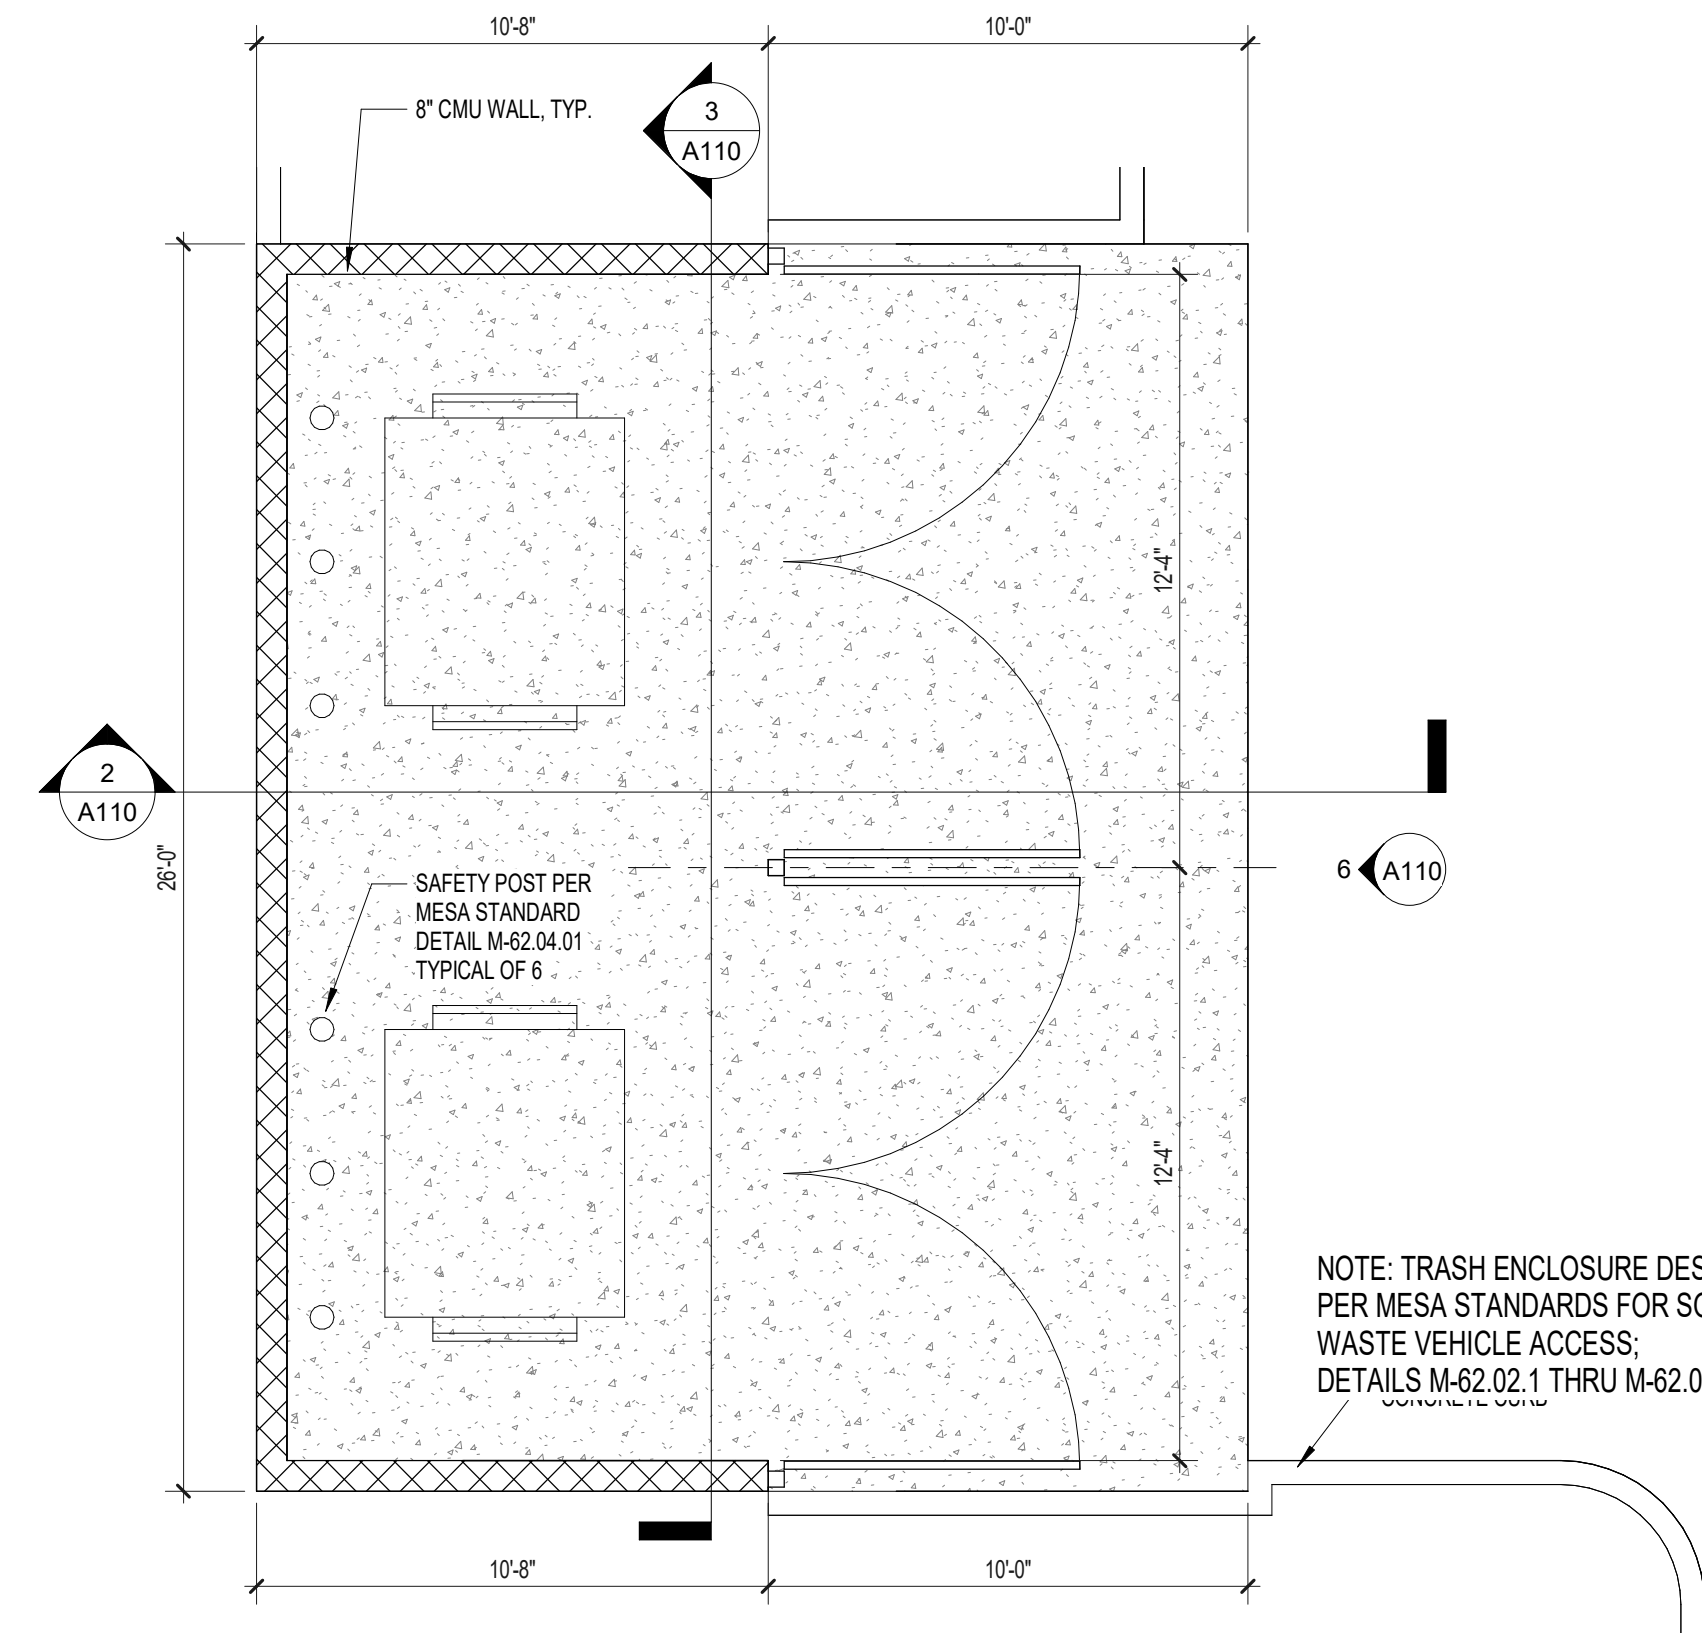 10'-8"
10'-0"
8" CMU WALL, TYP.
3
A110
12'-4"
2
A110
26'-0"
6
A110
SAFETY POST PER
MESA STANDARD
DETAIL M-62.04.01
TYPICAL OF 6
12'-4"
NOTE: TRASH ENCLOSURE DES
PER MESA STANDARDS FOR SO
WASTE VEHICLE ACCESS;
DETAILS M-62.02.1 THRU M-62.0
CONCRETE CURB
10'-8"
10'-0"